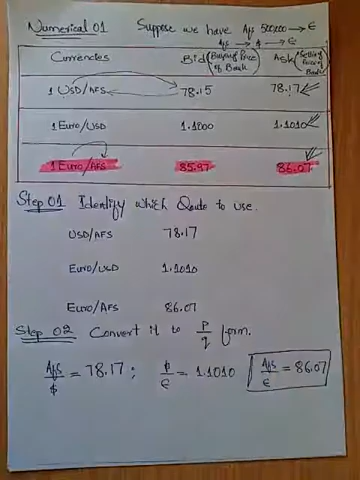 Numerical 01 Suppose we have Afs 500,000 → €
Afs → $ → €
Currencies Bid (Buying Price of Bank) Ask (Selling Price of Bank)
1 USD/AFS 78.15 78.17
1 Euro/USD 1.1000 1.1010
1 Euro/AFS 85.97 86.07
Step 01 Identify which Quote to use.
USD/AFS 78.17
Euro/USD 1.1010
Euro/AFS 86.07
Step 02 Convert it to P/q form.
Afs/$ = 78.17; $/€ = 1.1010 Afs/€ = 86.07